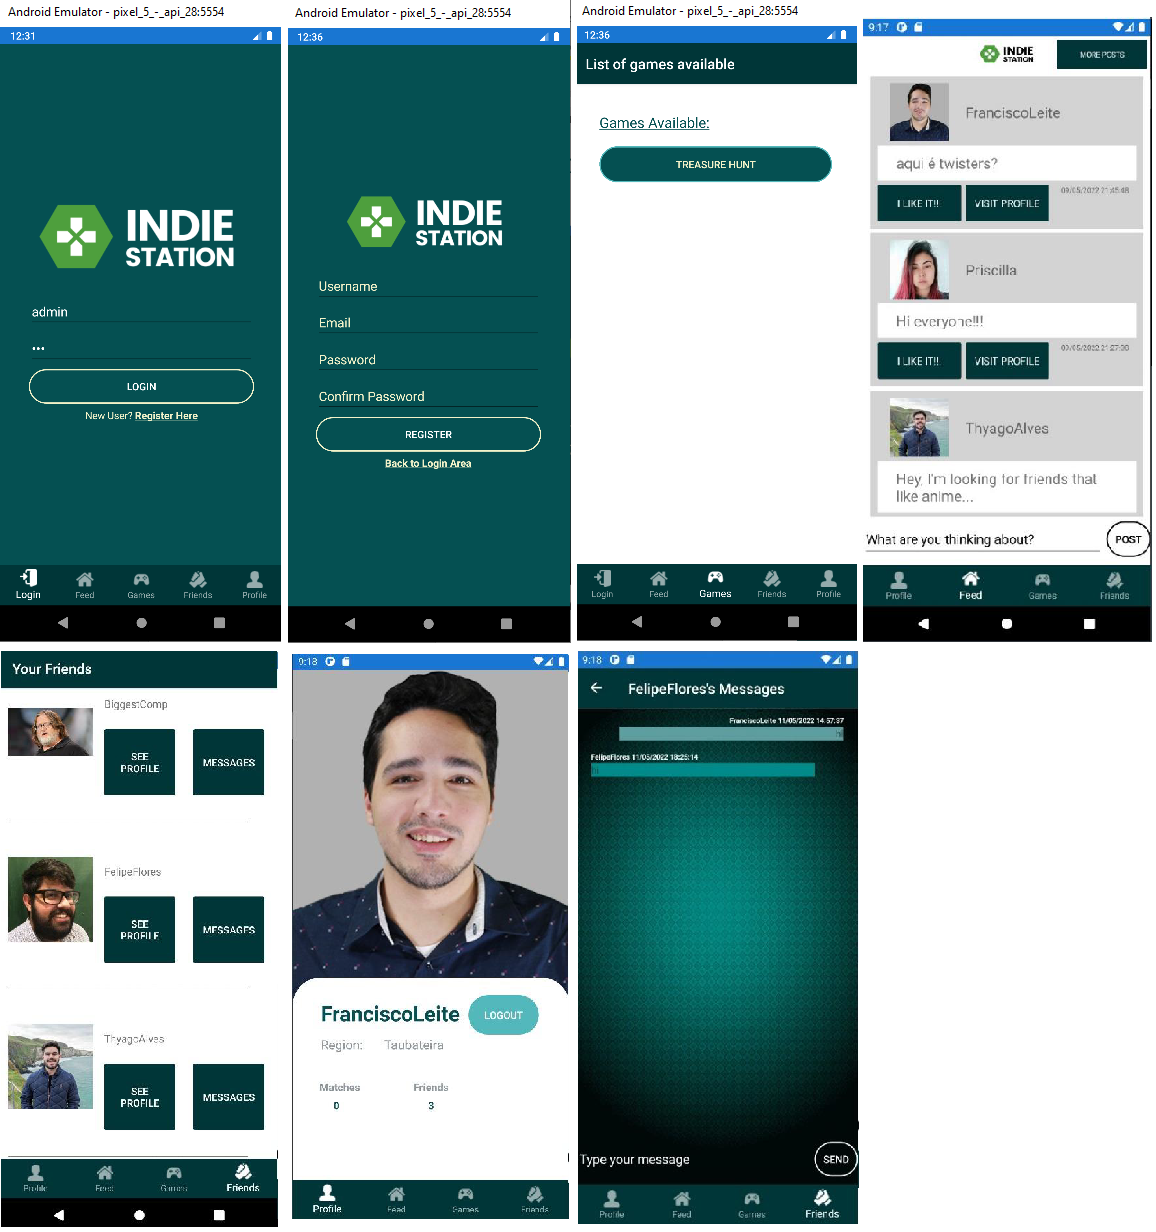 Android Emulator - pixel_5_-_api_28:5554
12:31
INDIE
STATION
admin
•••
LOGIN
New User? Register Here
Login
Feed
Games
Friends
Profile
Android Emulator - pixel_5_-_api_28:5554
12:36
INDIE
STATION
Username
Email
Password
Confirm Password
REGISTER
Back to Login Area
Android Emulator - pixel_5_-_api_28:5554
12:36
List of games available
Games Available:
TREASURE HUNT
Login
Feed
Games
Friends
Profile
9:17
INDIE
STATION
MORE POSTS
FranciscoLeite
aqui é twisters?
I LIKE IT!!
VISIT PROFILE
09/05/2022 21:45:48
Priscilla
Hi everyone!!!
I LIKE IT!!
VISIT PROFILE
09/05/2022
ThyagoAlves
Hey, I'm looking for friends that
like anime...
What are you thinking about?
POST
Profile
Feed
Games
Friends
Your Friends
BiggestComp
SEE
PROFILE
MESSAGES
FelipeFlores
SEE
PROFILE
MESSAGES
ThyagoAlves
SEE
PROFILE
MESSAGES
Profile
Feed
Games
Friends
9:18
FranciscoLeite
LOGOUT
Region:
Taubateira
Matches
Friends
0
3
Profile
Feed
Games
Friends
9:18
FelipeFlores's Messages
FranciscoLeite 11/05/2022 14:57:37
hi
FelipeFlores 11/05/2022 18:25:14
hi
Type your message
SEND
Profile
Feed
Games
Friends